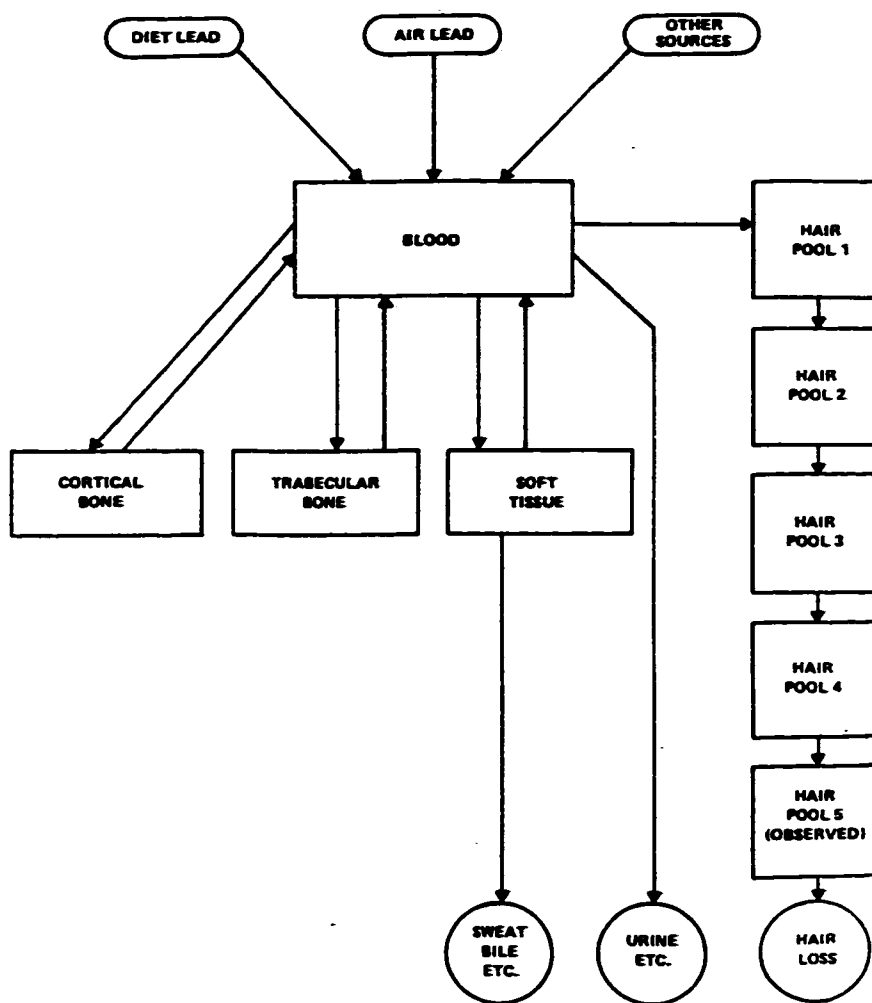 DIET LEAD
AIR LEAD
OTHER
SOURCES
BLOOD
HAIR
POOL 1
HAIR
POOL 2
CORTICAL
BONE
TRABECULAR
BONE
SOFT
TISSUE
HAIR
POOL 3
HAIR
POOL 4
HAIR
POOL 5
(OBSERVED)
SWEAT
BILE
ETC.
URINE
ETC.
HAIR
LOSS